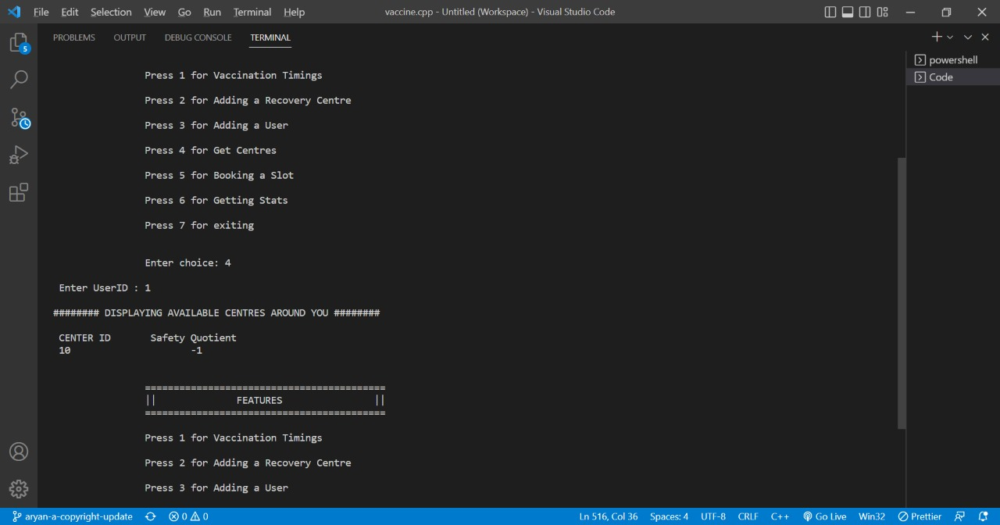 File Edit Selection View Go Run Terminal Help vaccine.cpp - Untitled (Workspace) - Visual Studio Code
PROBLEMS OUTPUT DEBUG CONSOLE TERMINAL
5
powershell
Code
Press 1 for Vaccination Timings
Press 2 for Adding a Recovery Centre
Press 3 for Adding a User
Press 4 for Get Centres
Press 5 for Booking a Slot
Press 6 for Getting Stats
Press 7 for exiting
Enter choice: 4
Enter UserID : 1
######## DISPLAYING AVAILABLE CENTRES AROUND YOU ########
CENTER ID Safety Quotient
10 -1
==========================================
|| FEATURES ||
==========================================
Press 1 for Vaccination Timings
Press 2 for Adding a Recovery Centre
Press 3 for Adding a User
aryan-a-copyright-update 0 0 Ln 516, Col 36 Spaces: 4 UTF-8 CRLF C++ Go Live Win32 Prettier